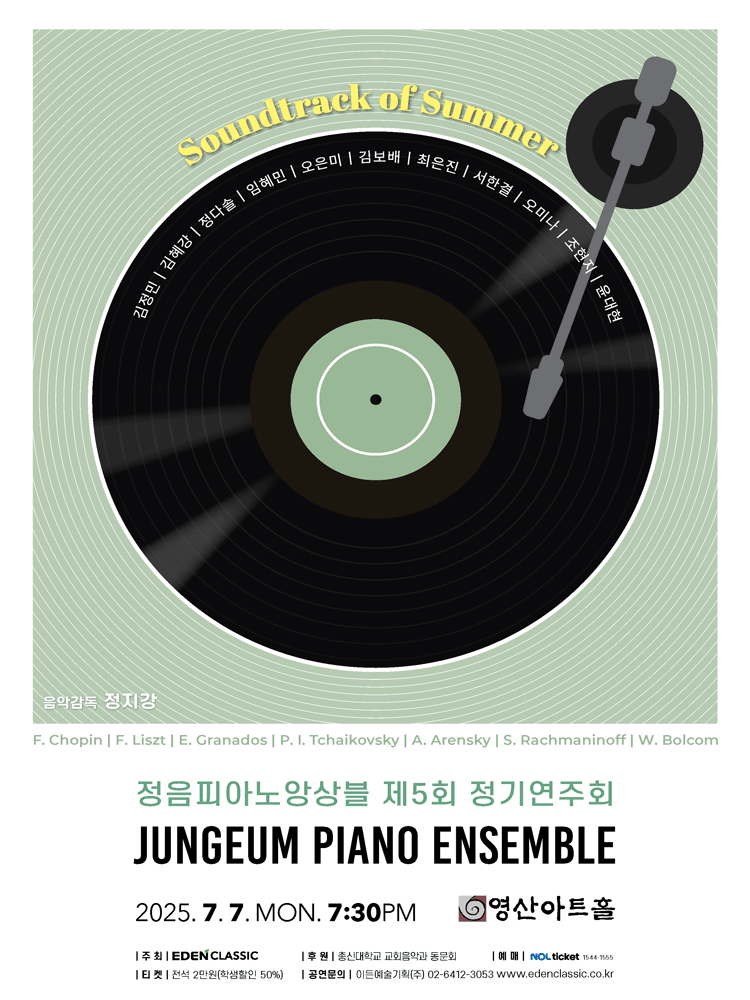 Soundtrack of Summer
김정민 | 김혜강 | 정다솔 | 임혜민 | 오은미 | 김보배 | 최은진 | 서한결 | 오미나 | 조현지 | 윤대현
음악감독 정지강
F. Chopin | F. Liszt | E. Granados | P. I. Tchaikovsky | A. Arensky | S. Rachmaninoff | W. Bolcom
정음피아노앙상블 제5회 정기연주회
JUNGEUM PIANO ENSEMBLE
2025. 7. 7. MON. 7:30PM 영산아트홀
| 주 최 | EDEN CLASSIC | 후 원 | 총신대학교 교회음악과 동문회 | 예 매 | NOL ticket 1544-1555
| 티 켓 | 전석 2만원(학생할인 50%) | 공연문의 | 이든예술기획(주) 02-6412-3053 www.edenclassic.co.kr